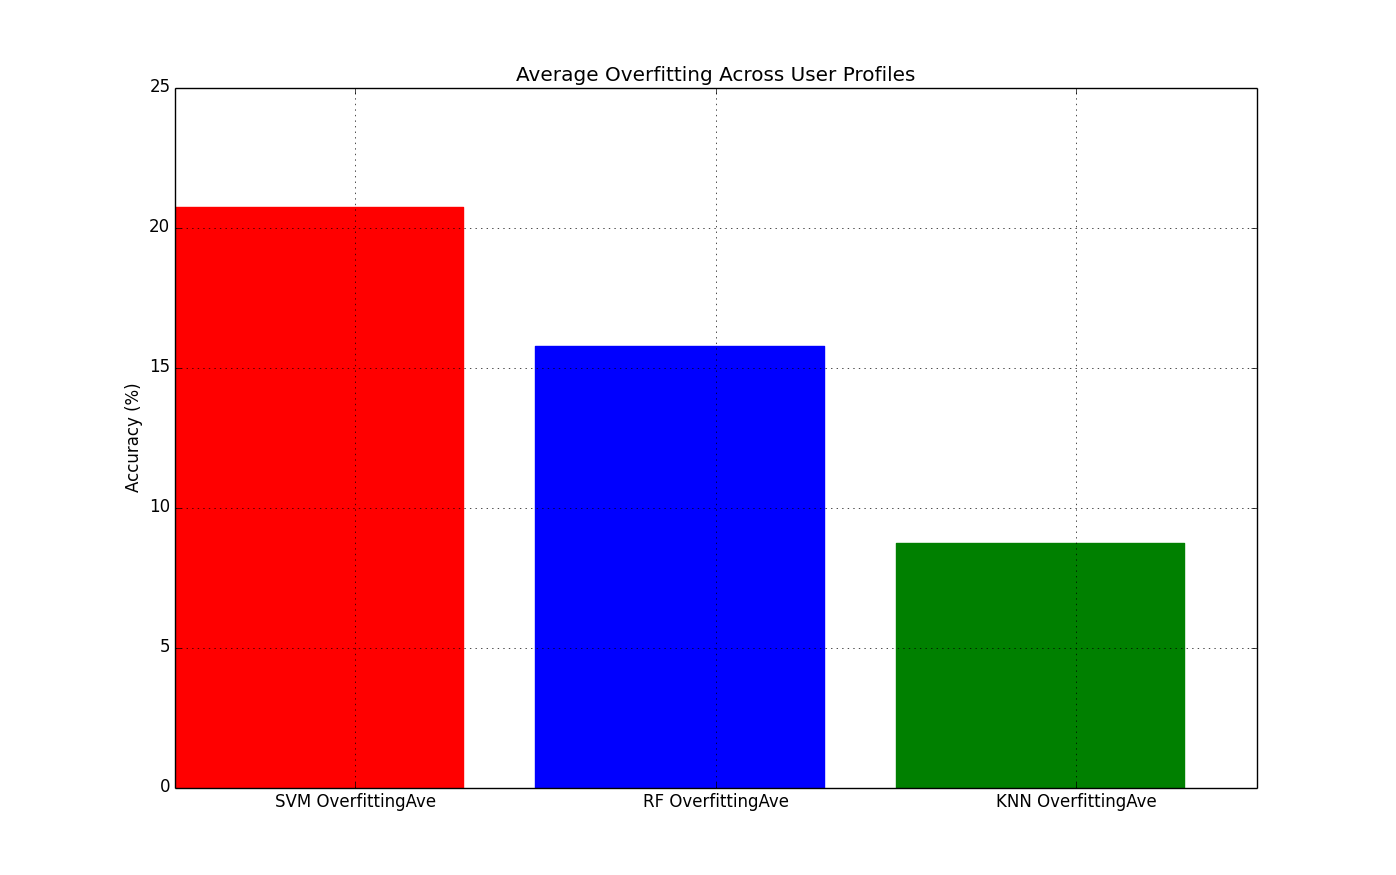 Average Overfitting Across User Profiles
25
20
15
10
5
0
Accuracy (%)
SVM OverfittingAve
RF OverfittingAve
KNN OverfittingAve